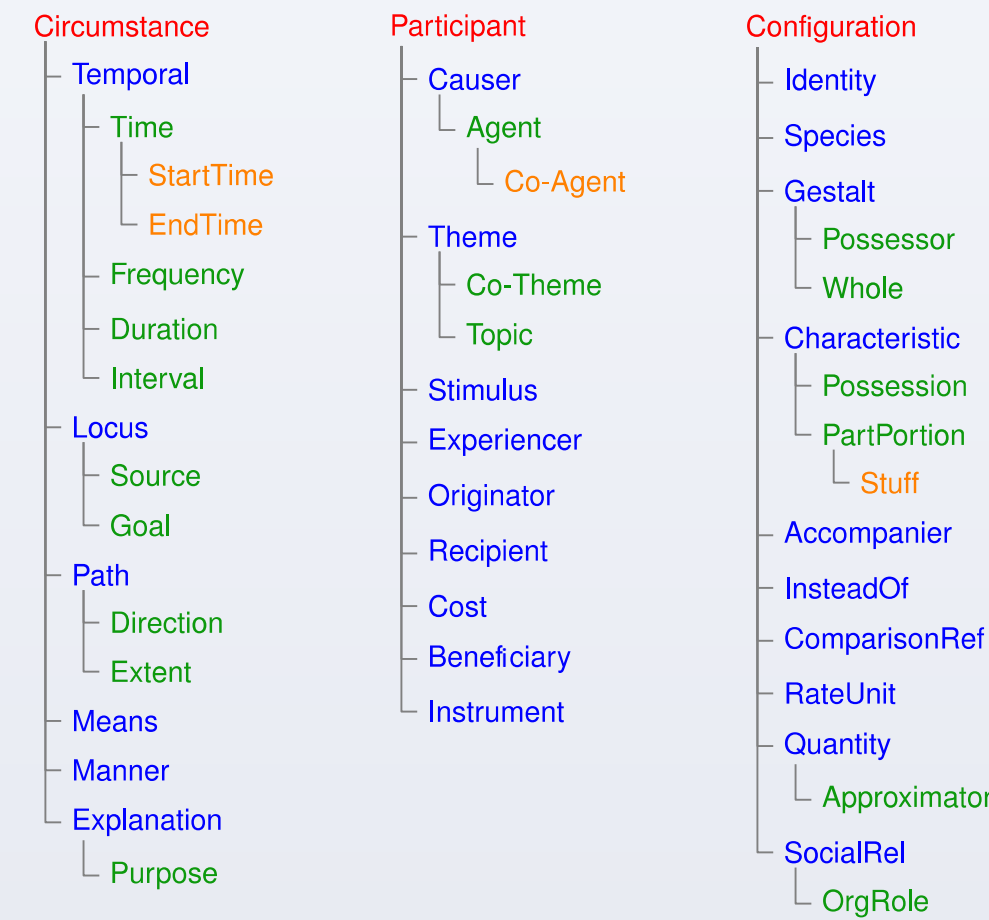 Circumstance
Temporal
Time
StartTime
EndTime
Frequency
Duration
Interval
Locus
Source
Goal
Path
Direction
Extent
Means
Manner
Explanation
Purpose
Participant
Causer
Agent
Co-Agent
Theme
Co-Theme
Topic
Stimulus
Experiencer
Originator
Recipient
Cost
Beneficiary
Instrument
Configuration
Identity
Species
Gestalt
Possessor
Whole
Characteristic
Possession
PartPortion
Stuff
Accompanier
InsteadOf
ComparisonRef
RateUnit
Quantity
Approximator
SocialRel
OrgRole